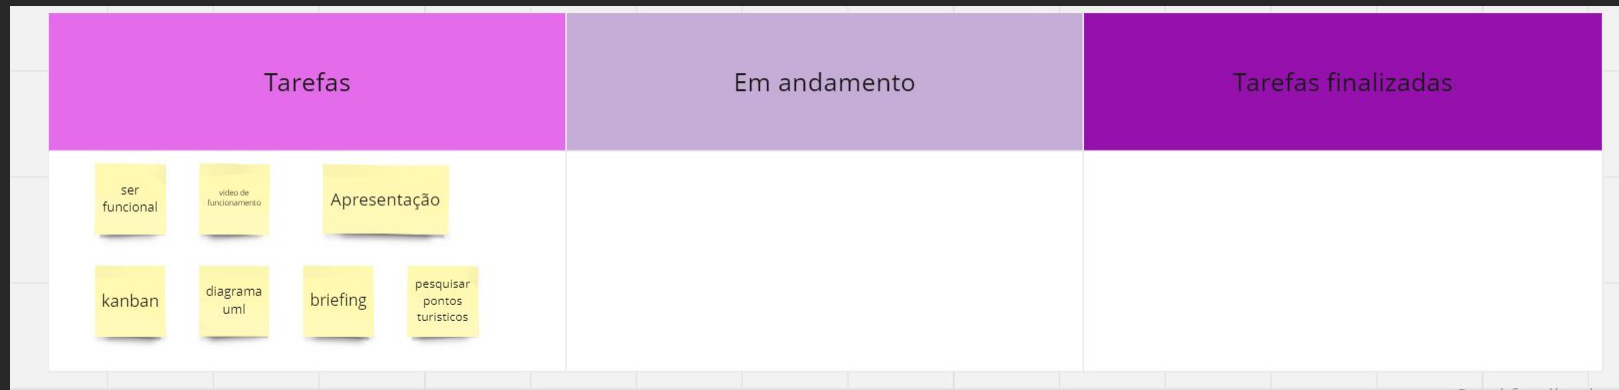 Tarefas
Em andamento
Tarefas finalizadas
ser
funcional
video de
funcionamento
Apresentação
kanban
diagrama
uml
briefing
pesquisar
pontos
turisticos